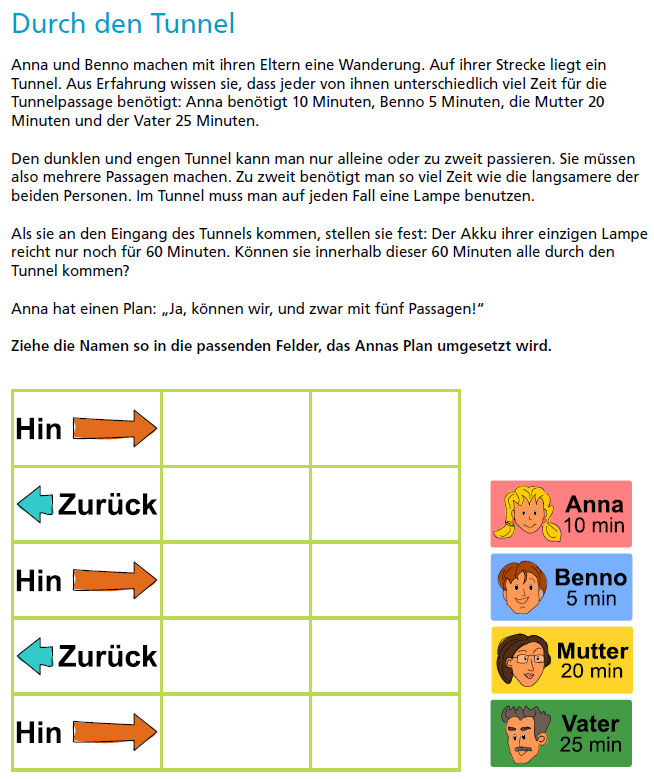 Durch den Tunnel
Anna und Benno machen mit ihren Eltern eine Wanderung. Auf ihrer Strecke liegt ein
Tunnel. Aus Erfahrung wissen sie, dass jeder von ihnen unterschiedlich viel Zeit für die
Tunnelpassage benötigt: Anna benötigt 10 Minuten, Benno 5 Minuten, die Mutter 20
Minuten und der Vater 25 Minuten.
Den dunklen und engen Tunnel kann man nur alleine oder zu zweit passieren. Sie müssen
also mehrere Passagen machen. Zu zweit benötigt man so viel Zeit wie die langsamere der
beiden Personen. Im Tunnel muss man auf jeden Fall eine Lampe benutzen.
Als sie an den Eingang des Tunnels kommen, stellen sie fest: Der Akku ihrer einzigen Lampe
reicht nur noch für 60 Minuten. Können sie innerhalb dieser 60 Minuten alle durch den
Tunnel kommen?
Anna hat einen Plan: „Ja, können wir, und zwar mit fünf Passagen!“
Ziehe die Namen so in die passenden Felder, das Annas Plan umgesetzt wird.
Hin
Zurück
Hin
Zurück
Hin
Anna
10 min
Benno
5 min
Mutter
20 min
Vater
25 min